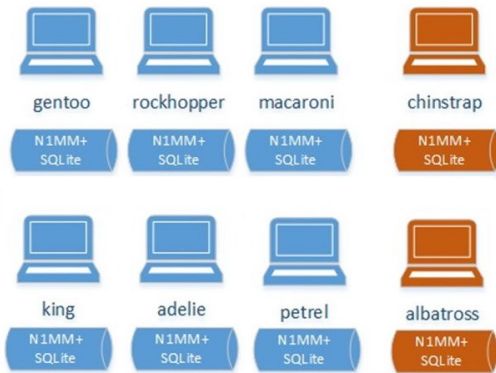 gentoo rockhopper macaroni chinstrap
N1MM+ N1MM+ N1MM+ N1MM+
SQLite SQLite SQLite SQLite
king adelie petrel albatross
N1MM+ N1MM+ N1MM+ N1MM+
SQLite SQLite SQLite SQLite